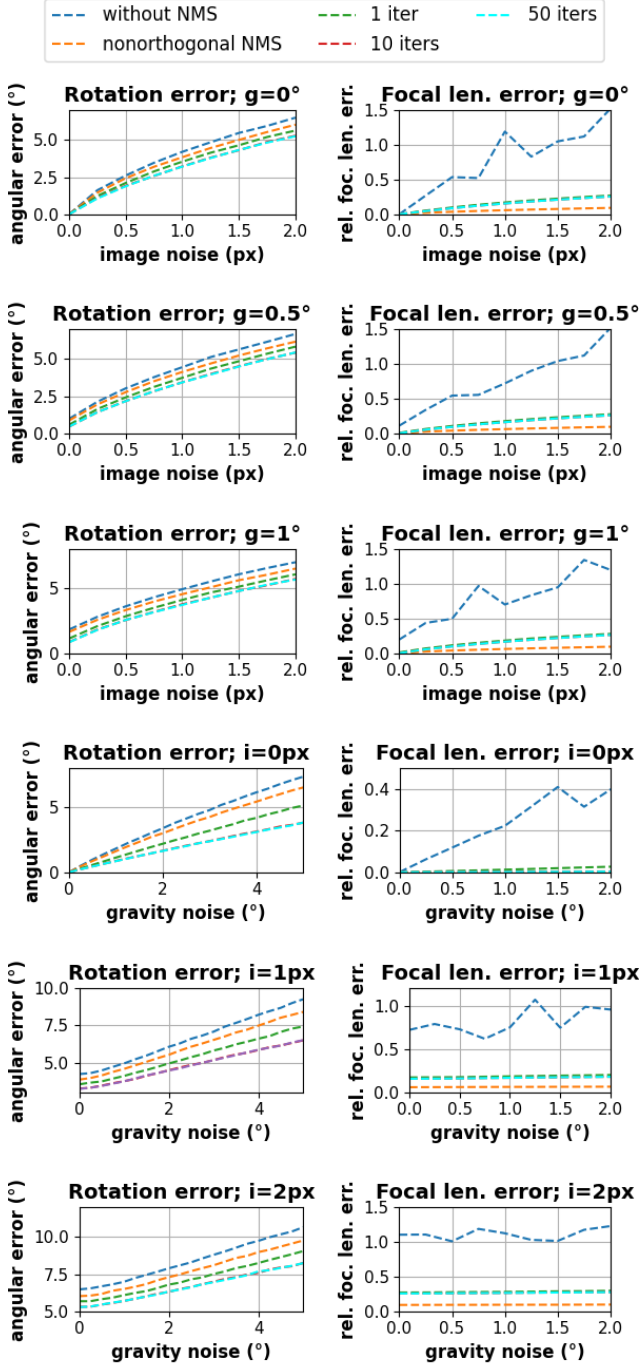 without NMS 1 iter 50 iters
nonorthogonal NMS 10 iters
Rotation error; g=0° Focal len. error; g=0°
angular error (°)
5.0
2.5
0.0
0.0 0.5 1.0 1.5 2.0
image noise (px)
rel. foc. len. err.
1.5
1.0
0.5
0.0
0.0 0.5 1.0 1.5 2.0
image noise (px)
Rotation error; g=0.5° Focal len. error; g=0.5°
angular error (°)
5.0
2.5
0.0
0.0 0.5 1.0 1.5 2.0
image noise (px)
rel. foc. len. err.
1.5
1.0
0.5
0.0
0.0 0.5 1.0 1.5 2.0
image noise (px)
Rotation error; g=1° Focal len. error; g=1°
angular error (°)
5
0
0.0 0.5 1.0 1.5 2.0
image noise (px)
rel. foc. len. err.
1.5
1.0
0.5
0.0
0.0 0.5 1.0 1.5 2.0
image noise (px)
Rotation error; i=0px Focal len. error; i=0px
angular error (°)
5
0
0 2 4
gravity noise (°)
rel. foc. len. err.
0.4
0.2
0.0
0.0 0.5 1.0 1.5 2.0
gravity noise (°)
Rotation error; i=1px Focal len. error; i=1px
angular error (°)
10.0
7.5
5.0
0 2 4
gravity noise (°)
rel. foc. len. err.
1.0
0.5
0.0
0.0 0.5 1.0 1.5 2.0
gravity noise (°)
Rotation error; i=2px Focal len. error; i=2px
angular error (°)
10.0
7.5
5.0
0 2 4
gravity noise (°)
rel. foc. len. err.
1.5
1.0
0.5
0.0
0.0 0.5 1.0 1.5 2.0
gravity noise (°)